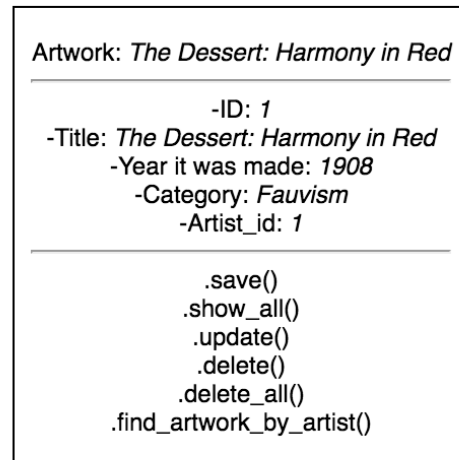 Artwork: The Dessert: Harmony in Red
-ID: 1
-Title: The Dessert: Harmony in Red
-Year it was made: 1908
-Category: Fauvism
-Artist_id: 1
.save()
.show_all()
.update()
.delete()
.delete_all()
.find_artwork_by_artist()